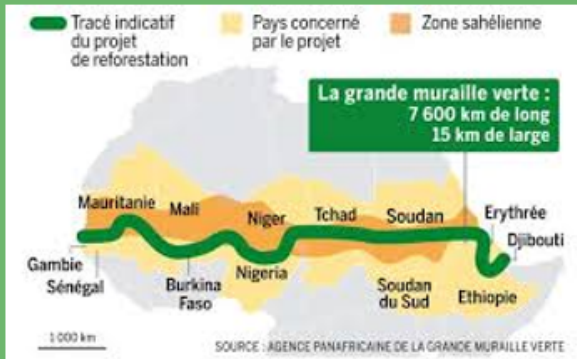 Tracé indicatif
du projet
de reforestation
Pays concerné
par le projet
Zone sahélienne
La grande muraille verte :
7 600 km de long
15 km de large
Mauritanie
Mali
Niger
Tchad
Soudan
Erythrée
Djibouti
Gambie
Sénégal
Burkina
Faso
Nigeria
Soudan
du Sud
Ethiopie
1 000 km
SOURCE : AGENCE PANAFRICAINE DE LA GRANDE MURAILLE VERTE